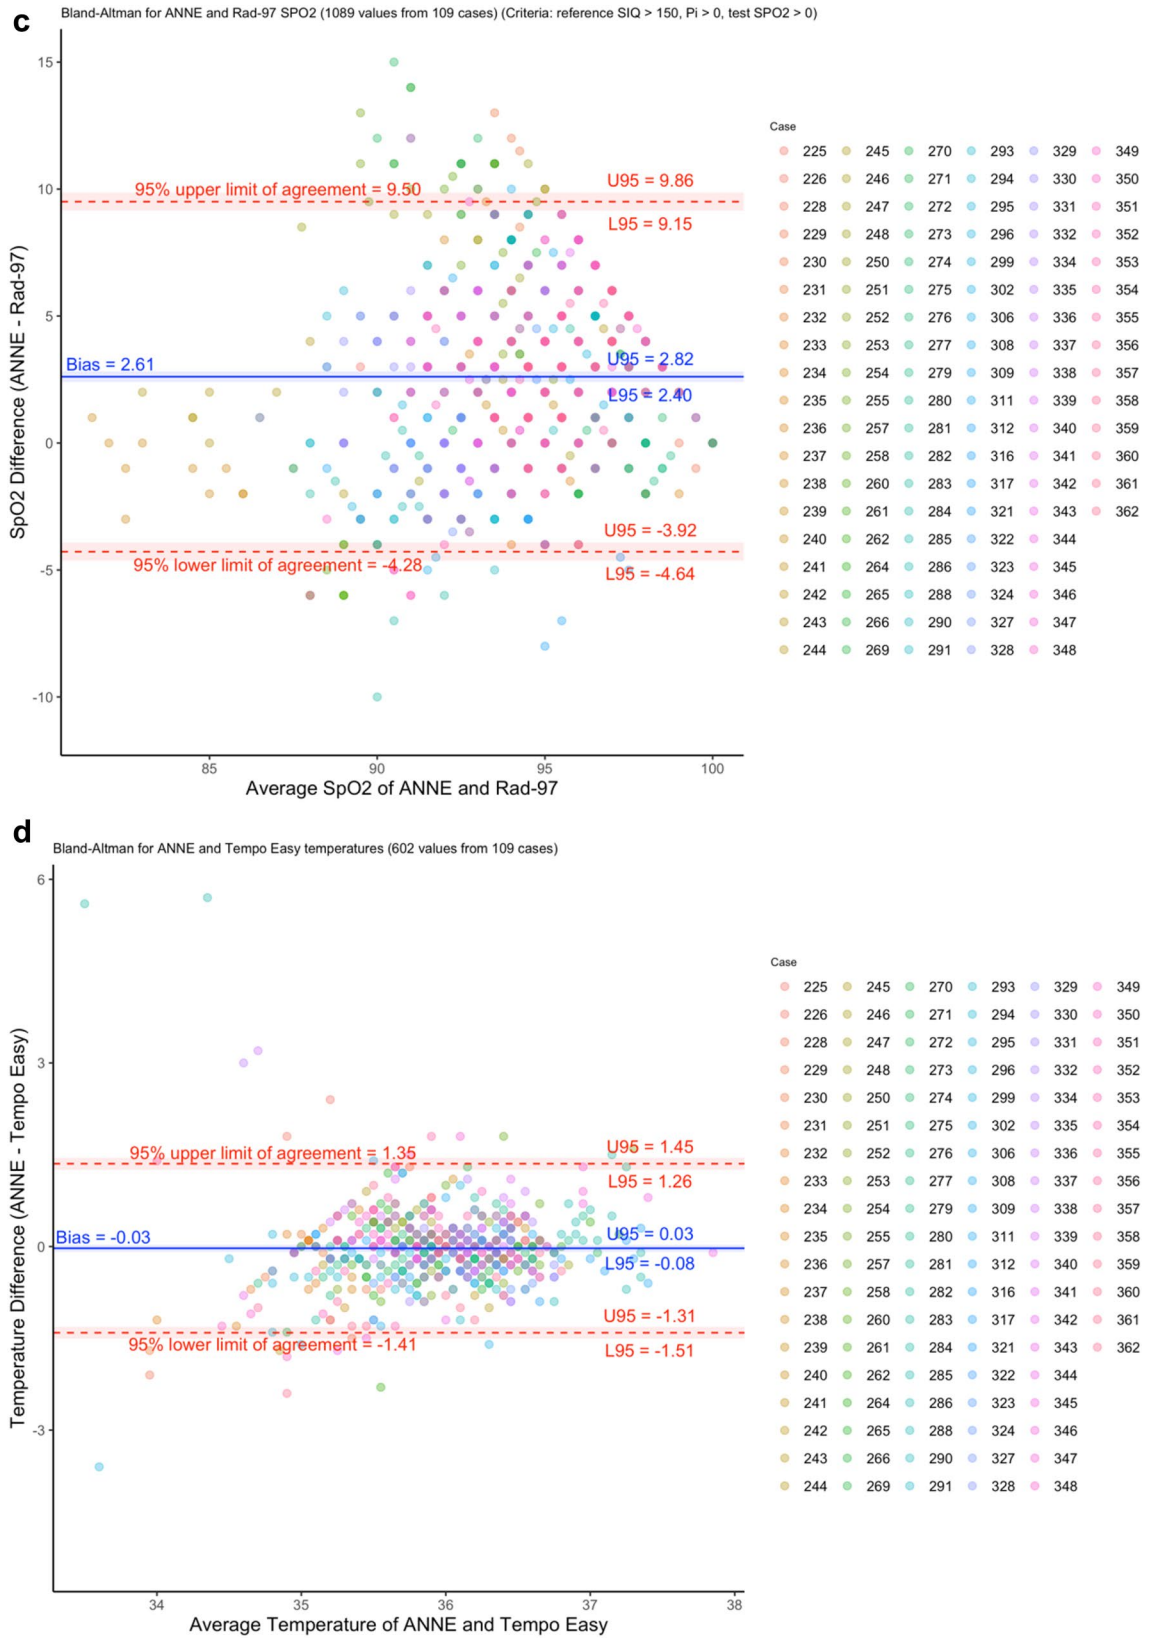 c
Bland-Altman for ANNE and Rad-97 SPO2 (1089 values from 109 cases) (Criteria: reference SIQ > 150, Pi > 0, test SPO2 > 0)
SpO2 Difference (ANNE - Rad-97)
15
10
5
0
-5
-10
95% upper limit of agreement = 9.50
U95 = 9.86
L95 = 9.15
Bias = 2.61
U95 = 2.82
L95 = 2.40
U95 = -3.92
95% lower limit of agreement = -4.28
L95 = -4.64
85 90 95 100
Average SpO2 of ANNE and Rad-97
Case
225 245 270 293 329 349
226 246 271 294 330 350
228 247 272 295 331 351
229 248 273 296 332 352
230 250 274 299 334 353
231 251 275 302 335 354
232 252 276 306 336 355
233 253 277 308 337 356
234 254 279 309 338 357
235 255 280 311 339 358
236 257 281 312 340 359
237 258 282 316 341 360
238 260 283 317 342 361
239 261 284 321 343 362
240 262 285 322 344
241 264 286 323 345
242 265 288 324 346
243 266 290 327 347
244 269 291 328 348
d
Bland-Altman for ANNE and Tempo Easy temperatures (602 values from 109 cases)
Temperature Difference (ANNE - Tempo Easy)
6
3
0
-3
95% upper limit of agreement = 1.35
U95 = 1.45
L95 = 1.26
Bias = -0.03
U95 = 0.03
L95 = -0.08
U95 = -1.31
95% lower limit of agreement = -1.41
L95 = -1.51
34 35 36 37 38
Average Temperature of ANNE and Tempo Easy
Case
225 245 270 293 329 349
226 246 271 294 330 350
228 247 272 295 331 351
229 248 273 296 332 352
230 250 274 299 334 353
231 251 275 302 335 354
232 252 276 306 336 355
233 253 277 308 337 356
234 254 279 309 338 357
235 255 280 311 339 358
236 257 281 312 340 359
237 258 282 316 341 360
238 260 283 317 342 361
239 261 284 321 343 362
240 262 285 322 344
241 264 286 323 345
242 265 288 324 346
243 266 290 327 347
244 269 291 328 348